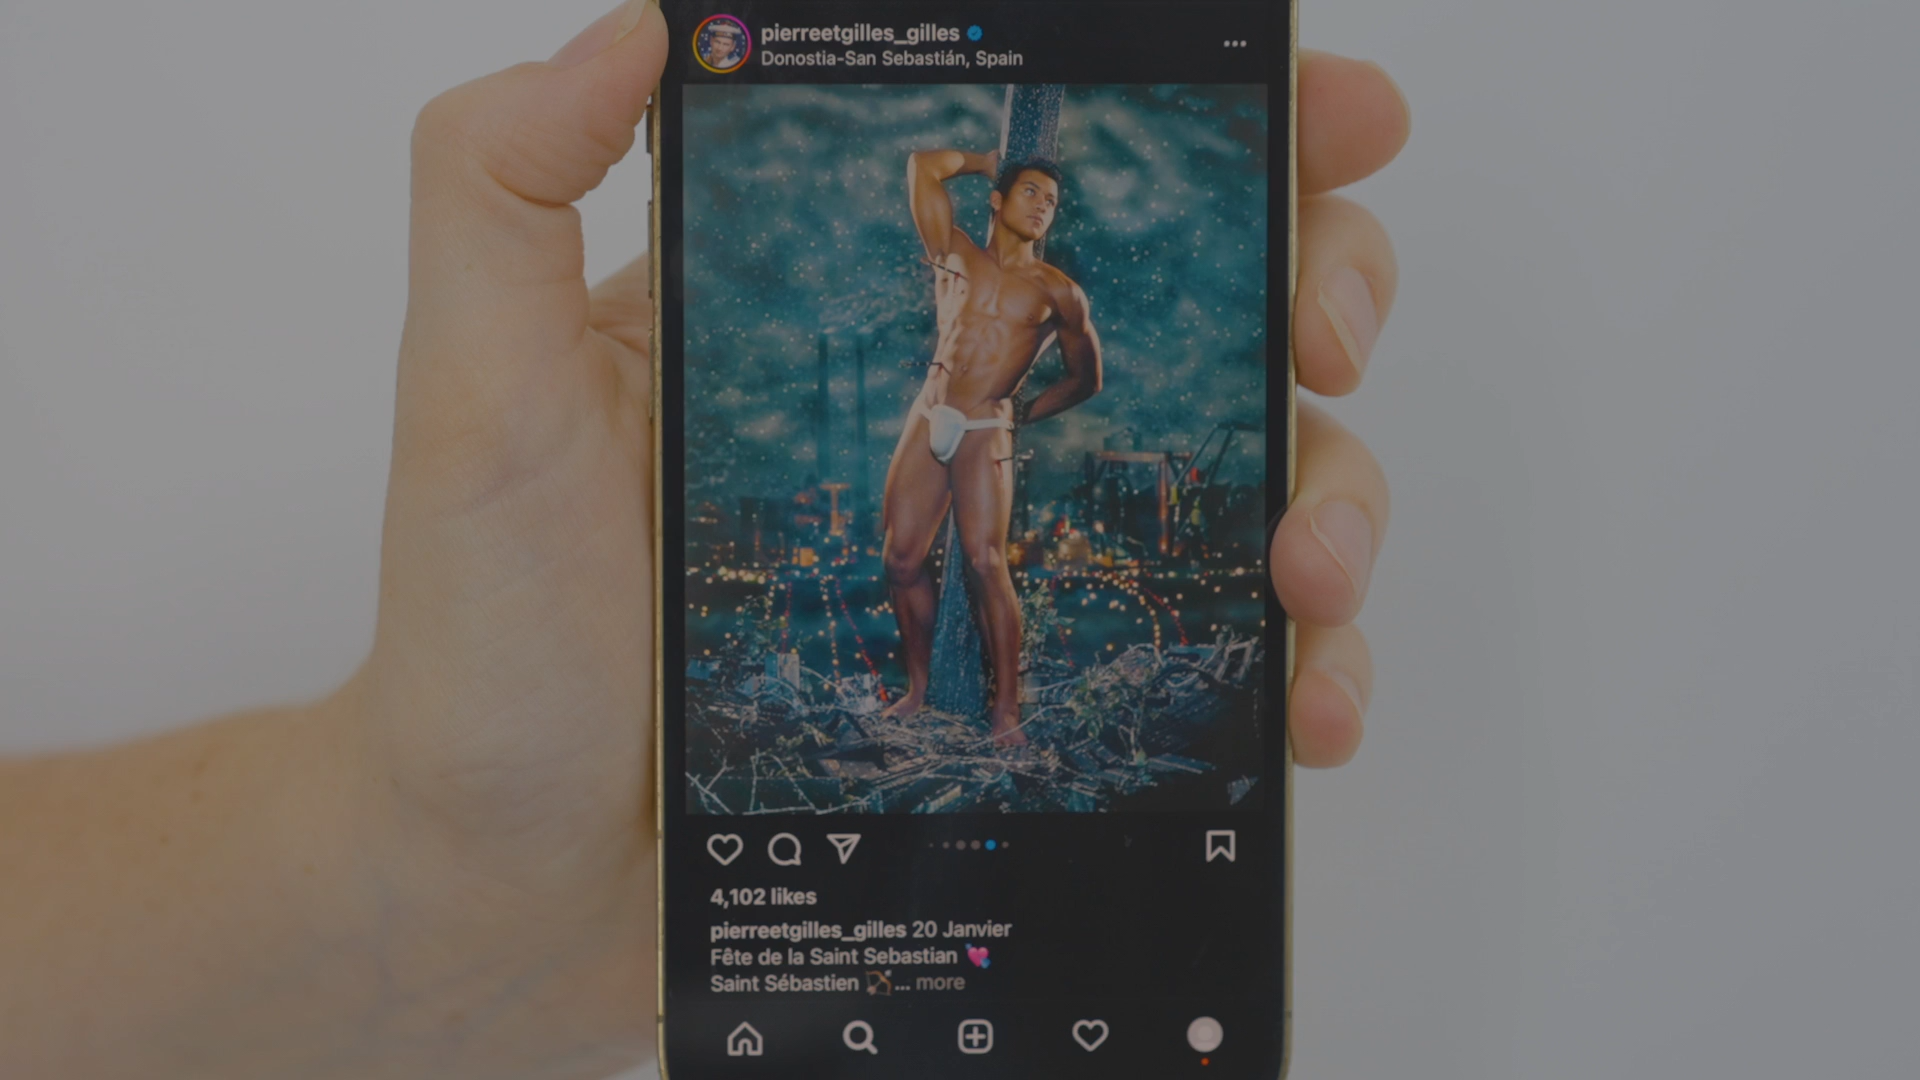 pierreetgilles_gilles
Donostia-San Sebastián, Spain
4,102 likes
pierreetgilles_gilles 20 Janvier
Fête de la Saint Sebastian 💘
Saint Sébastien 🏹... more